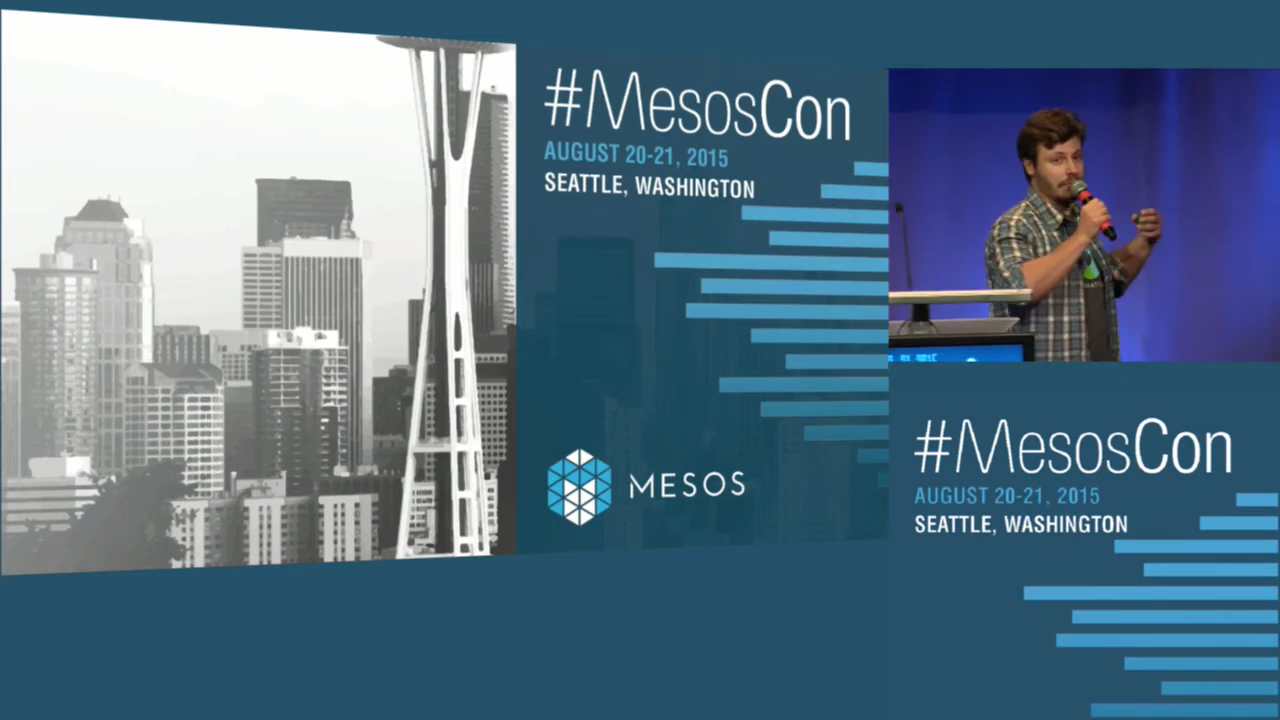 #MesosCon
AUGUST 20-21, 2015
SEATTLE, WASHINGTON
MESOS
#MesosCon
AUGUST 20-21, 2015
SEATTLE, WASHINGTON